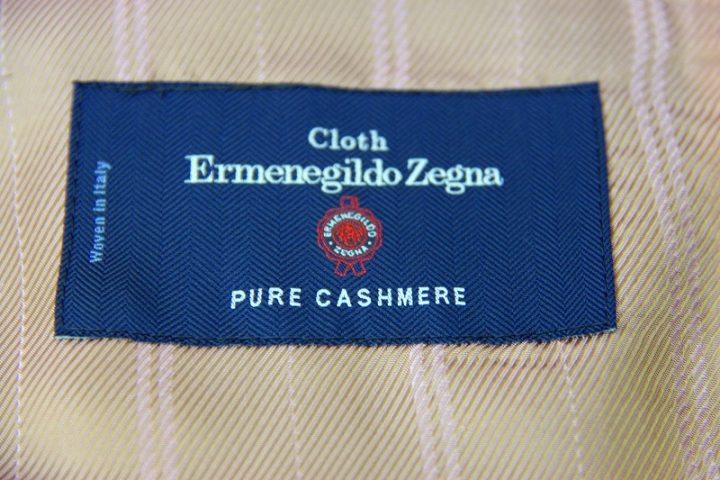 Cloth
Ermenegildo Zegna
ERMENEGILDO
ZEGNA
PURE CASHMERE
Woven in Italy